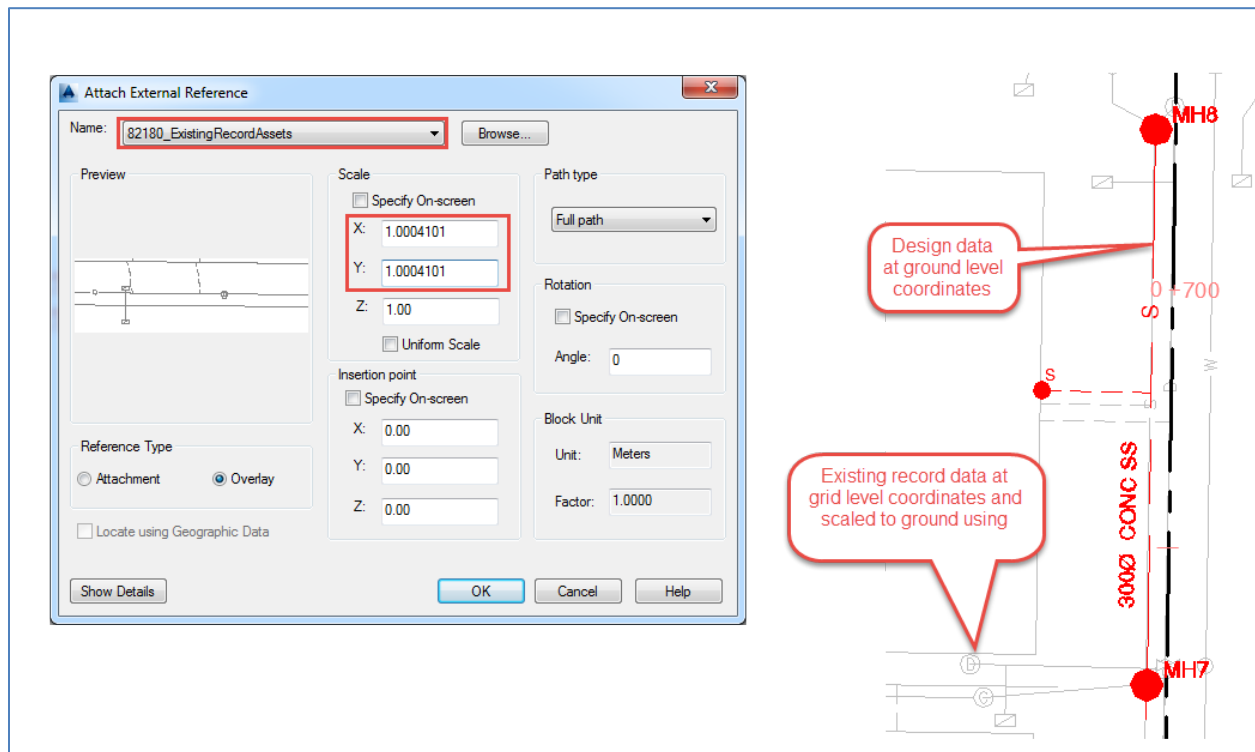 Attach External Reference
Name: 82180_ExistingRecordAssets Browse...
Preview
Scale
Specify On-screen
X: 1.0004101
Y: 1.0004101
Z: 1.00
Uniform Scale
Path type
Full path
Rotation
Specify On-screen
Angle: 0
Insertion point
Specify On-screen
X: 0.00
Y: 0.00
Z: 0.00
Block Unit
Unit: Meters
Factor: 1.0000
Reference Type
Attachment Overlay
Locate using Geographic Data
Show Details OK Cancel Help
MH8
Design data
at ground level
coordinates
0+700
S
W
S
Existing record data at
grid level coordinates and
scaled to ground using
300Ø CONC SS
D
G
MH7